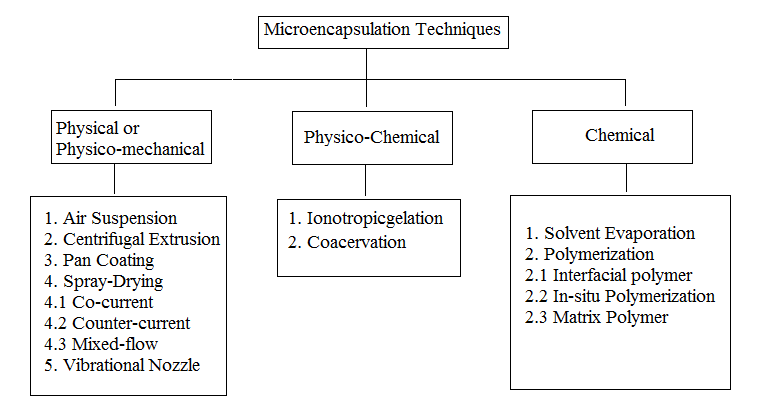 Microencapsulation Techniques
Physical or
Physico-mechanical
Physico-Chemical
Chemical
1. Air Suspension
2. Centrifugal Extrusion
3. Pan Coating
4. Spray-Drying
4.1 Co-current
4.2 Counter-current
4.3 Mixed-flow
5. Vibrational Nozzle
1. Ionotropicgelation
2. Coacervation
1. Solvent Evaporation
2. Polymerization
2.1 Interfacial polymer
2.2 In-situ Polymerization
2.3 Matrix Polymer